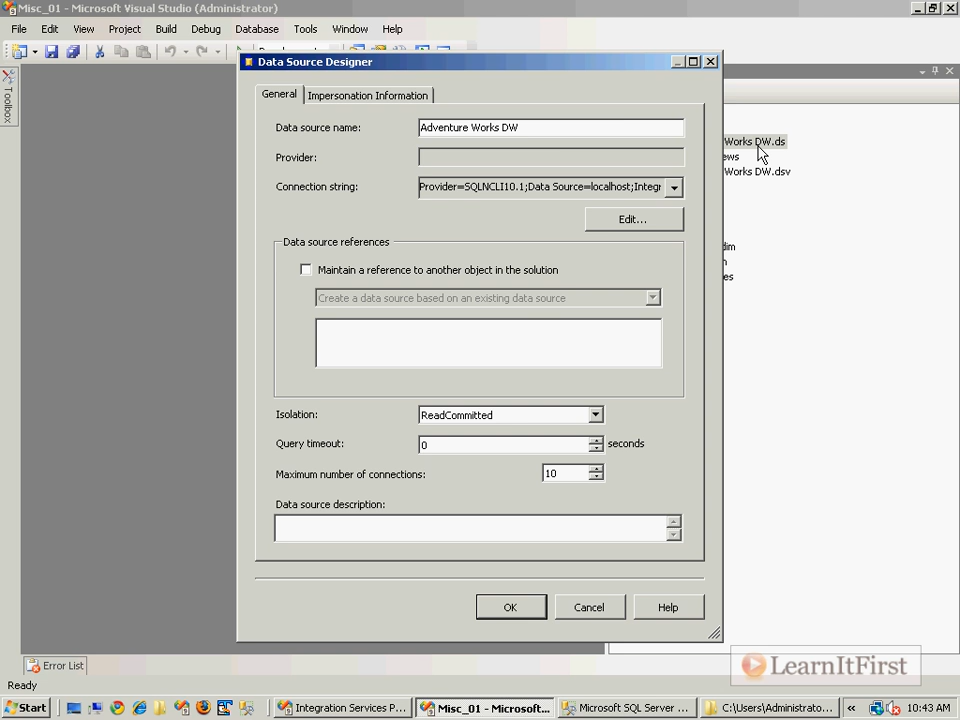 Misc_01 - Microsoft Visual Studio (Administrator)
File Edit View Project Build Debug Database Tools Window Help
Toolbox
Data Source Designer
General Impersonation Information
Data source name: Adventure Works DW
Works DW.ds
Provider:
ews
Works DW.dsv
Connection string: Provider=SQLNCLI10.1;Data Source=localhost;Integr
Edit...
Data source references
im
n
es
Maintain a reference to another object in the solution
Create a data source based on an existing data source
Isolation: ReadCommitted
Query timeout: 0 seconds
Maximum number of connections: 10
Data source description:
OK Cancel Help
Error List
LearnItFirst
Ready
Start Integration Services P... Misc_01 - Microsoft... Microsoft SQL Server ... C:\Users\Administrato... « 10:43 AM